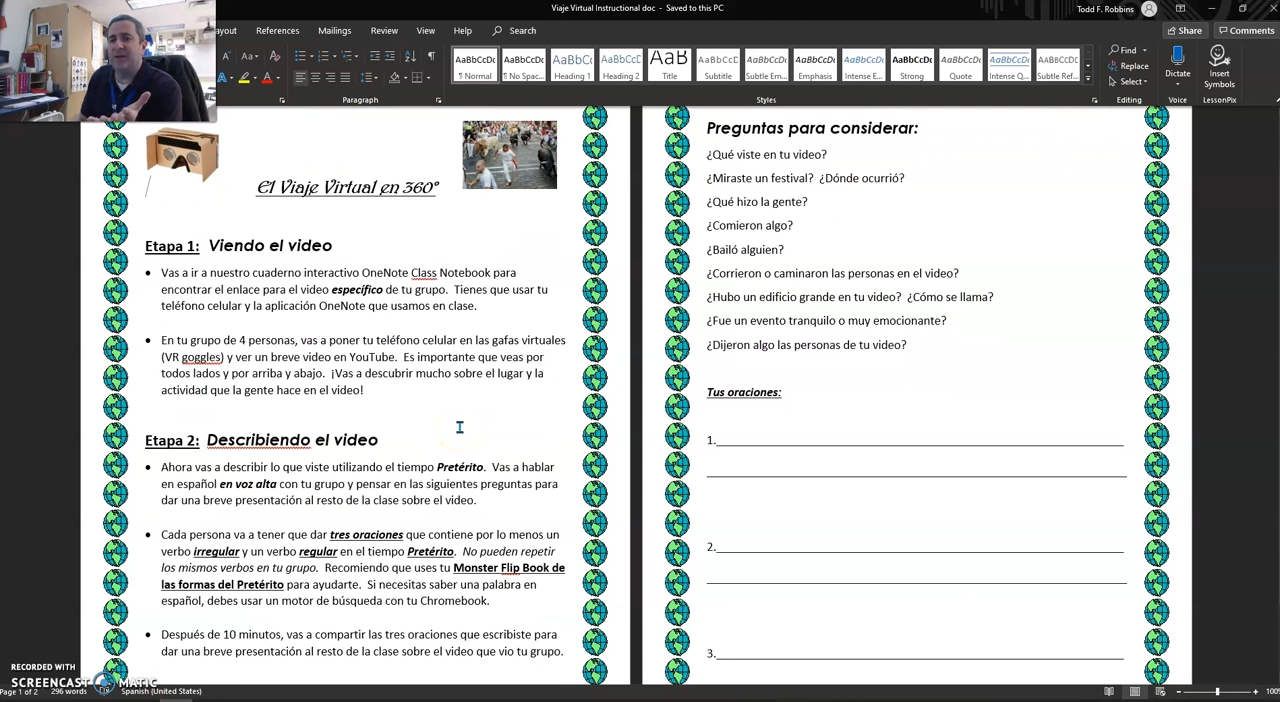 Viaje Virtual Instructional doc - Saved to this PC
Todd F. Robbins
ayout References Mailings Review View Help Search
Share Comments
AaBbCcDc AaBbCcDc AaBbCc AaBbCcC AaB AaBbCcD AaBbCcDc AaBbCcDc AaBbCcDc AaBbCcDc AaBbCcDc AaBbCcDc AaBbCcDc
¶ Normal ¶ No Spac... Heading 1 Heading 2 Title Subtitle Subtle Em... Emphasis Intense E... Strong Quote Intense Q... Subtle Ref...
Find
Replace
Select
Dictate
Insert
Symbols
Paragraph Styles Editing Voice LessonPix
El Viaje Virtual en 360°
Etapa 1: Viendo el video
Vas a ir a nuestro cuaderno interactivo OneNote Class Notebook para
encontrar el enlace para el video específico de tu grupo. Tienes que usar tu
teléfono celular y la aplicación OneNote que usamos en clase.
En tu grupo de 4 personas, vas a poner tu teléfono celular en las gafas virtuales
(VR goggles) y ver un breve video en YouTube. Es importante que veas por
todos lados y por arriba y abajo. ¡Vas a descubrir mucho sobre el lugar y la
actividad que la gente hace en el video!
Etapa 2: Describiendo el video
Ahora vas a describir lo que viste utilizando el tiempo Pretérito. Vas a hablar
en español en voz alta con tu grupo y pensar en las siguientes preguntas para
dar una breve presentación al resto de la clase sobre el video.
Cada persona va a tener que dar tres oraciones que contiene por lo menos un
verbo irregular y un verbo regular en el tiempo Pretérito. No pueden repetir
los mismos verbos en tu grupo. Recomiendo que uses tu Monster Flip Book de
las formas del Pretérito para ayudarte. Si necesitas saber una palabra en
español, debes usar un motor de búsqueda con tu Chromebook.
Después de 10 minutos, vas a compartir las tres oraciones que escribiste para
dar una breve presentación al resto de la clase sobre el video que vio tu grupo.
Preguntas para considerar:
¿Qué viste en tu video?
¿Miraste un festival? ¿Dónde ocurrió?
¿Qué hizo la gente?
¿Comieron algo?
¿Bailó alguien?
¿Corrieron o caminaron las personas en el video?
¿Hubo un edificio grande en tu video? ¿Cómo se llama?
¿Fue un evento tranquilo o muy emocionante?
¿Dijeron algo las personas de tu video?
Tus oraciones:
1.
2.
3.
RECORDED WITH
SCREENCAST MATIC
Page 1 of 2 296 words Spanish (United States)
100%